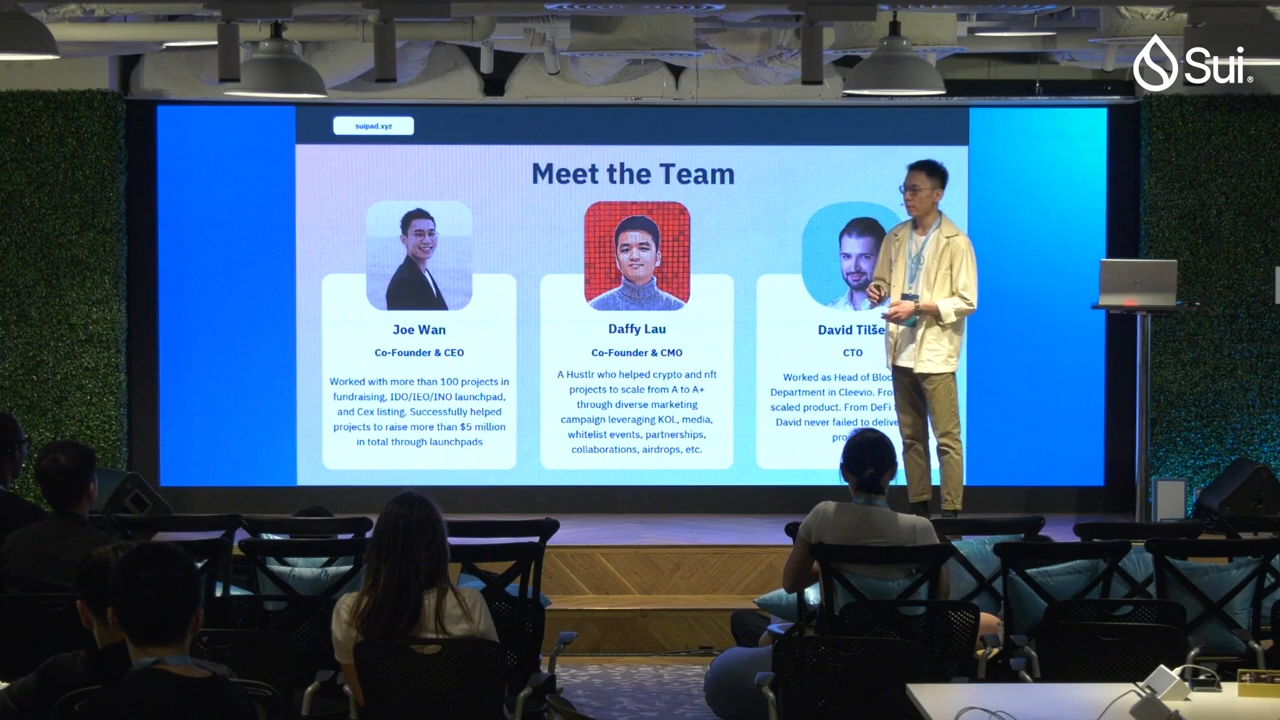 Sui®
suipad.xyz
Meet the Team
Joe Wan
Co-Founder & CEO
Worked with more than 100 projects in
fundraising, IDO/IEO/INO launchpad,
and Cex listing. Successfully helped
projects to raise more than $5 million
in total through launchpads
Daffy Lau
Co-Founder & CMO
A Hustlr who helped crypto and nft
projects to scale from A to A+
through diverse marketing
campaign leveraging KOL, media,
whitelist events, partnerships,
collaborations, airdrops, etc.
David
CTO
Worked as Head of
Department in Cleevio.
scaled product. From DeFi
David never failed to